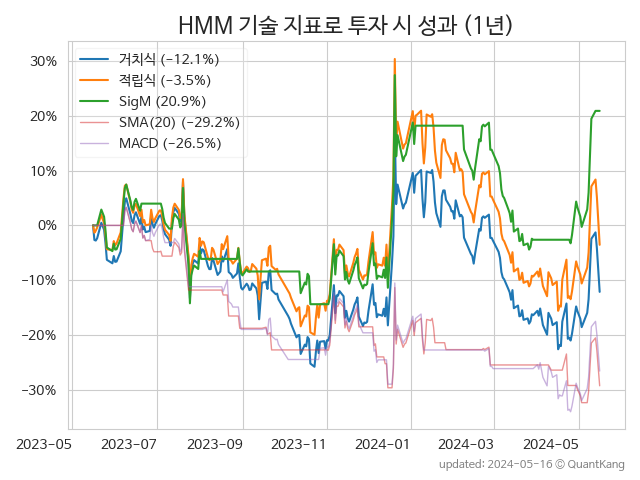 HMM 기술 지표로 투자 시 성과 (1년)
거치식 (−12.1%)
적립식 (−3.5%)
SigM (20.9%)
SMA(20) (−29.2%)
MACD (−26.5%)
30%
20%
10%
0%
−10%
−20%
−30%
2023-05 2023-07 2023-09 2023-11 2024-01 2024-03 2024-05
updated: 2024-05-16 © QuantKang